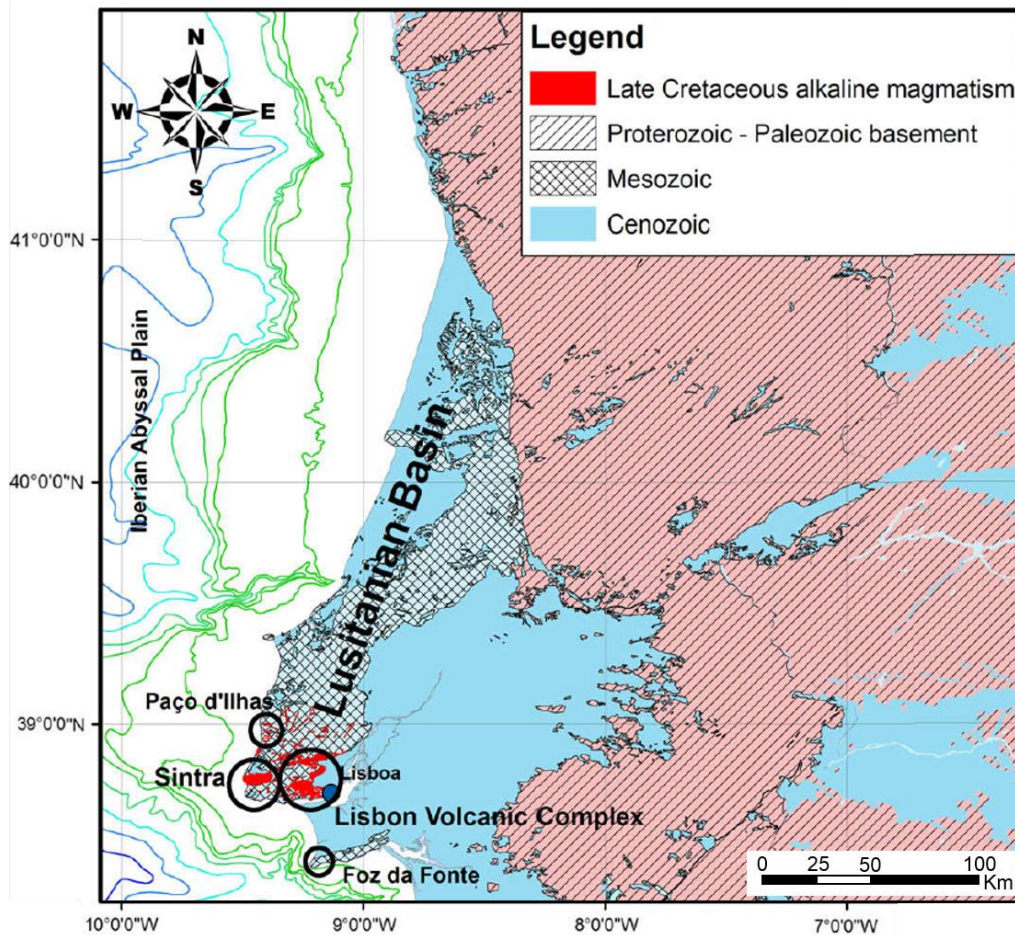 N
W E
S
Legend
Late Cretaceous alkaline magmatism
Proterozoic - Paleozoic basement
Mesozoic
Cenozoic
41°0'0"N
40°0'0"N
39°0'0"N
Iberian Abyssal Plain
Lusitanian Basin
Paço d'Ilhas
Sintra
Lisboa
Lisbon Volcanic Complex
Foz da Fonte
0 25 50 100
Km
10°0'0"W 9°0'0"W 8°0'0"W 7°0'0"W